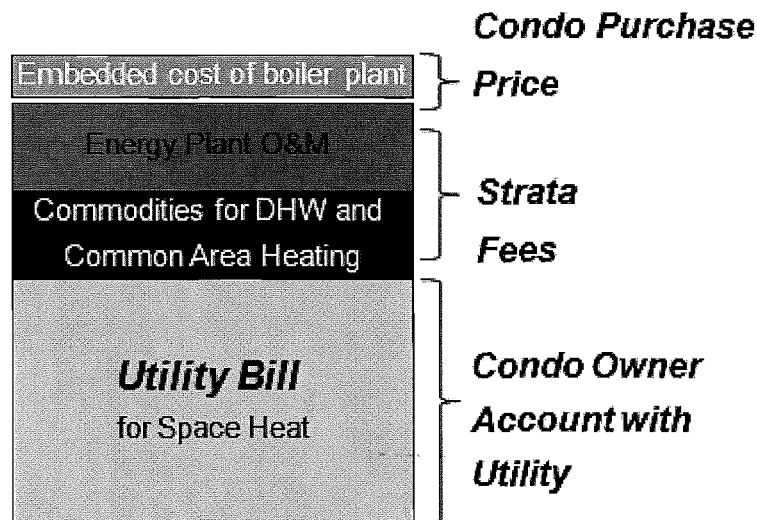 Condo Purchase
Price
Embedded cost of boiler plant
Energy Plant O&M
Commodities for DHW and
Common Area Heating
Strata
Fees
Utility Bill
for Space Heat
Condo Owner
Account with
Utility